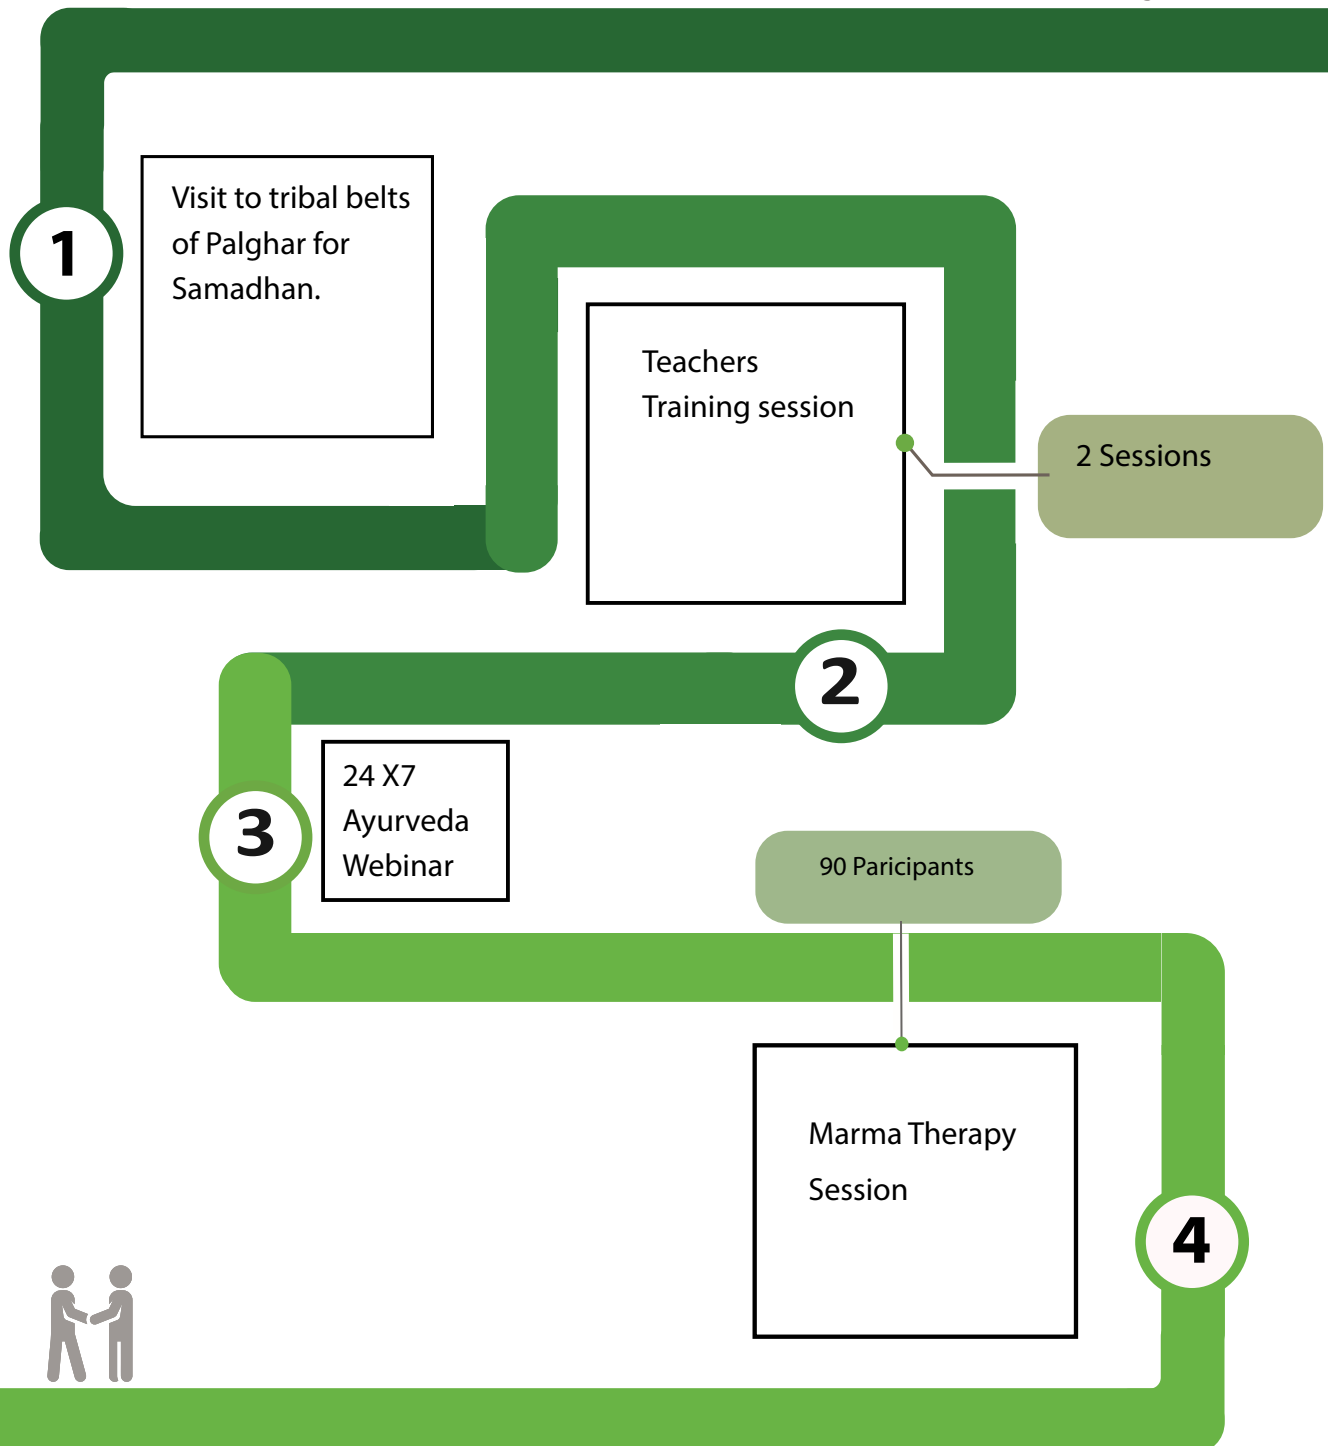 1
Visit to tribal belts
of Palghar for
Samadhan.
Teachers
Training session
2 Sessions
2
3
24 X7
Ayurveda
Webinar
90 Paricipants
Marma Therapy
Session
4